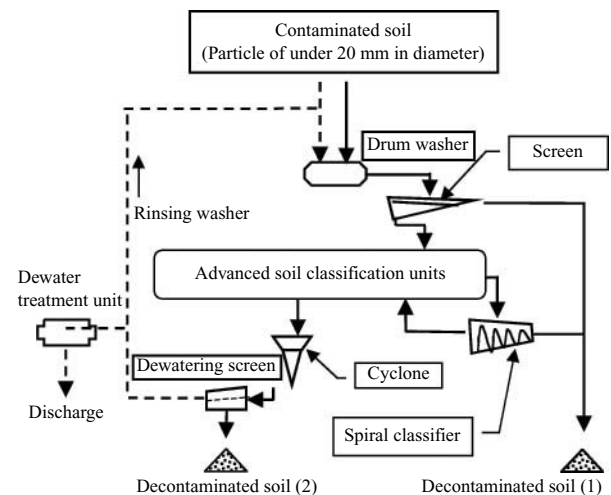 Contaminated soil
(Particle of under 20 mm in diameter)
Drum washer
Screen
Rinsing washer
Advanced soil classification units
Dewater
treatment unit
Dewatering screen
Cyclone
Discharge
Spiral classifier
Decontaminated soil (2)
Decontaminated soil (1)